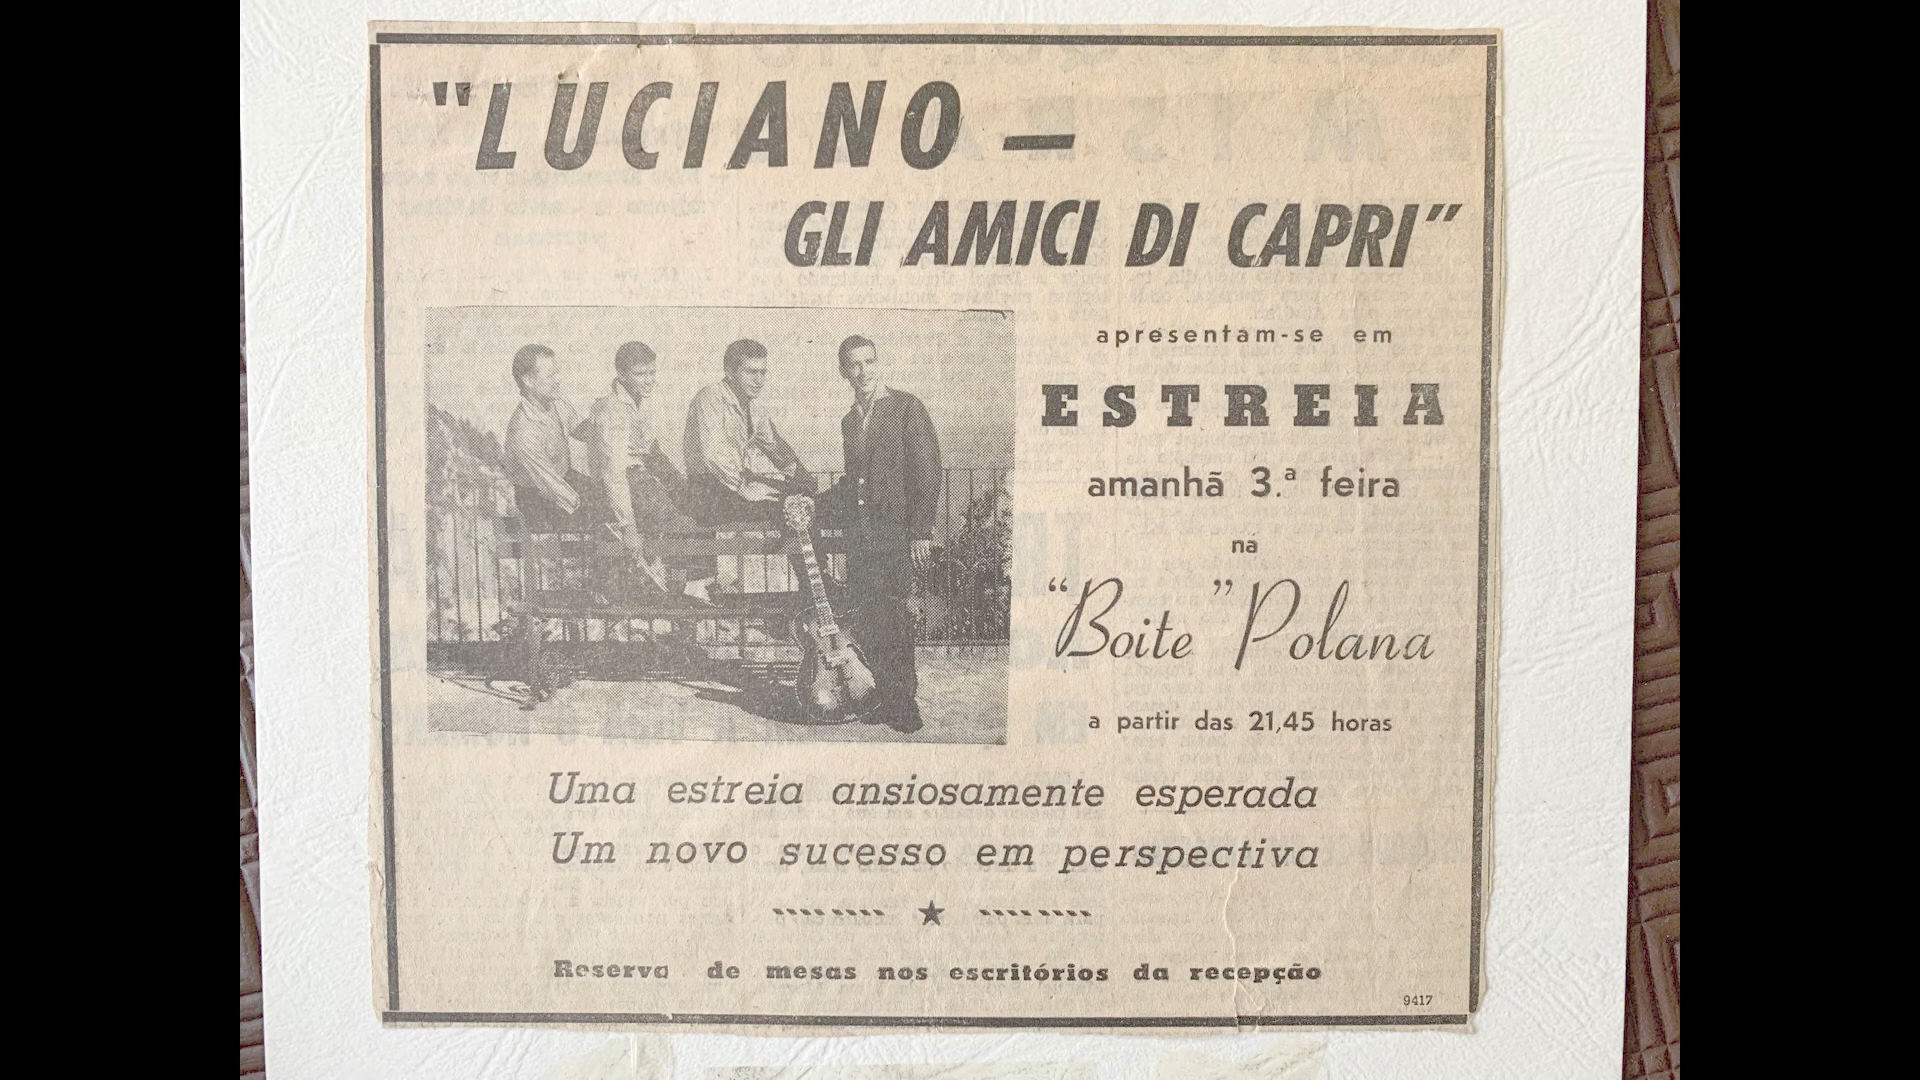 "LUCIANO —
GLI AMICI DI CAPRI"
apresentam-se em
ESTREIA
amanhã 3.ª feira
na
"Boite" Polana
a partir das 21,45 horas
Uma estreia ansiosamente esperada
Um novo sucesso em perspectiva
Reserva de mesas nos escritórios da recepção
9417